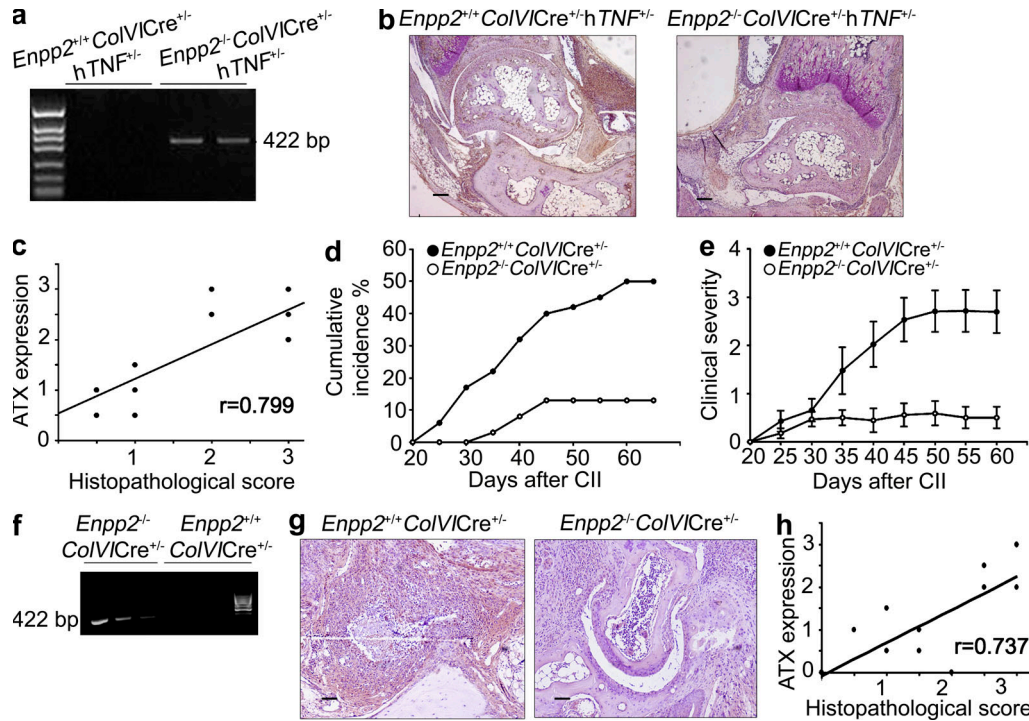 a
Enpp2+/+ColVICre+/-
hTNF+/-
Enpp2-/-ColVICre+/-
hTNF+/-
422 bp
b
Enpp2+/+ColVICre+/-hTNF+/-
Enpp2-/-ColVICre+/-hTNF+/-
c
ATX expression
3
2
1
0
r=0.799
1 2 3
Histopathological score
d
Enpp2+/+ColVICre+/-
Enpp2-/-ColVICre+/-
Cumulative
incidence %
60
50
40
30
20
10
0
20 25 30 35 40 45 50 55 60
Days after CII
e
Enpp2+/+ColVICre+/-
Enpp2-/-ColVICre+/-
Clinical severity
4
3
2
1
0
20 25 30 35 40 45 50 55 60
Days after CII
f
Enpp2-/-
ColVICre+/-
Enpp2+/+
ColVICre+/-
422 bp
g
Enpp2+/+ColVICre+/-
Enpp2-/-ColVICre+/-
h
ATX expression
3
2
1
0
r=0.737
1 2 3
Histopathological score